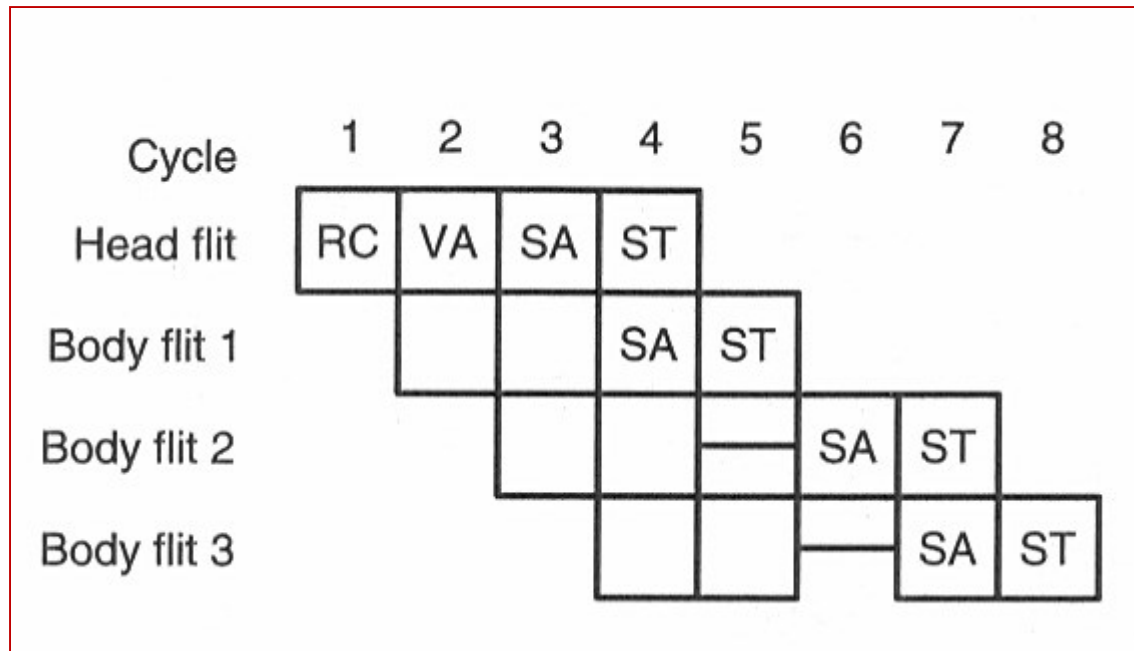 Cycle 1 2 3 4 5 6 7 8
Head flit RC VA SA ST
Body flit 1 SA ST
Body flit 2 SA ST
Body flit 3 SA ST